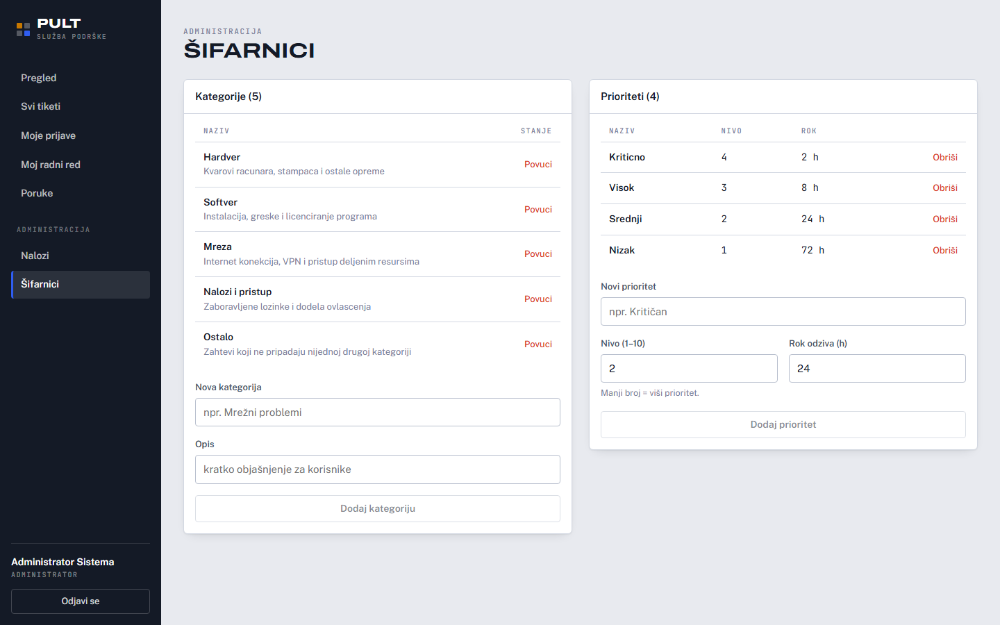 PULT
SLUŽBA PODRŠKE
Pregled
Svi tiketi
Moje prijave
Moj radni red
Poruke
ADMINISTRACIJA
Nalozi
Šifarnici
Administrator Sistema
ADMINISTRATOR
Odjavi se
ADMINISTRACIJA
ŠIFARNICI
Kategorije (5)
NAZIV STANJE
Hardver
Kvarovi racunara, stampaca i ostale opreme
Povuci
Softver
Instalacija, greske i licenciranje programa
Povuci
Mreza
Internet konekcija, VPN i pristup deljenim resursima
Povuci
Nalozi i pristup
Zaboravljene lozinke i dodela ovlascenja
Povuci
Ostalo
Zahtevi koji ne pripadaju nijednoj drugoj kategoriji
Povuci
Nova kategorija
npr. Mrežni problemi
Opis
kratko objašnjenje za korisnike
Dodaj kategoriju
Prioriteti (4)
NAZIV NIVO ROK
Kriticno 4 2 h Obriši
Visok 3 8 h Obriši
Srednji 2 24 h Obriši
Nizak 1 72 h Obriši
Novi prioritet
npr. Kritičan
Nivo (1–10) Rok odziva (h)
2 24
Manji broj = viši prioritet.
Dodaj prioritet